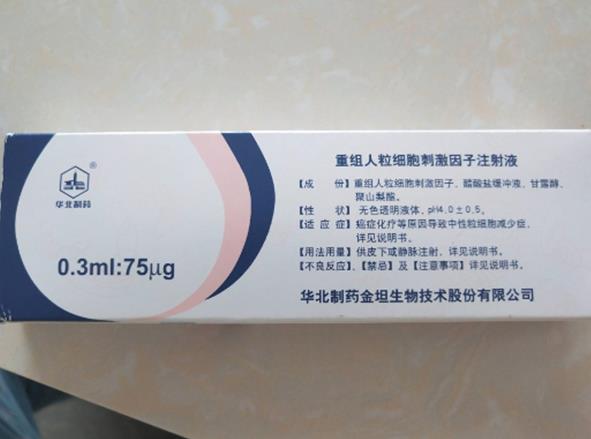 华北制药
®
0.3ml:75μg
重组人粒细胞刺激因子注射液
【成 份】重组人粒细胞刺激因子、醋酸盐缓冲液、甘露醇、
聚山梨酯。
【性 状】无色透明液体，pH4.0±0.5。
【适 应 症】癌症化疗等原因导致中性粒细胞减少症，
详见说明书。
【用法用量】供皮下或静脉注射，详见说明书。
【不良反应】、【禁忌】及【注意事项】详见说明书。
华北制药金坦生物技术股份有限公司